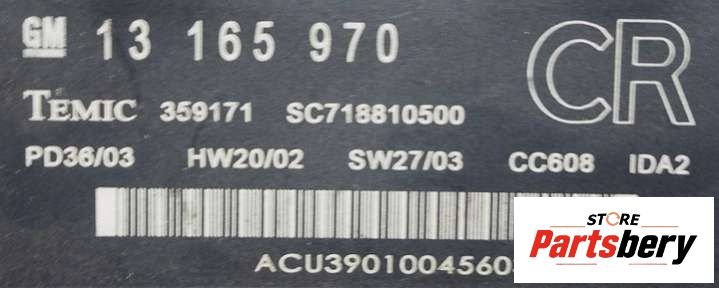 GM 13 165 970
CR
TEMIC 359171 SC718810500
PD36/03 HW20/02 SW27/03 CC608 IDA2
STORE
Partsbery